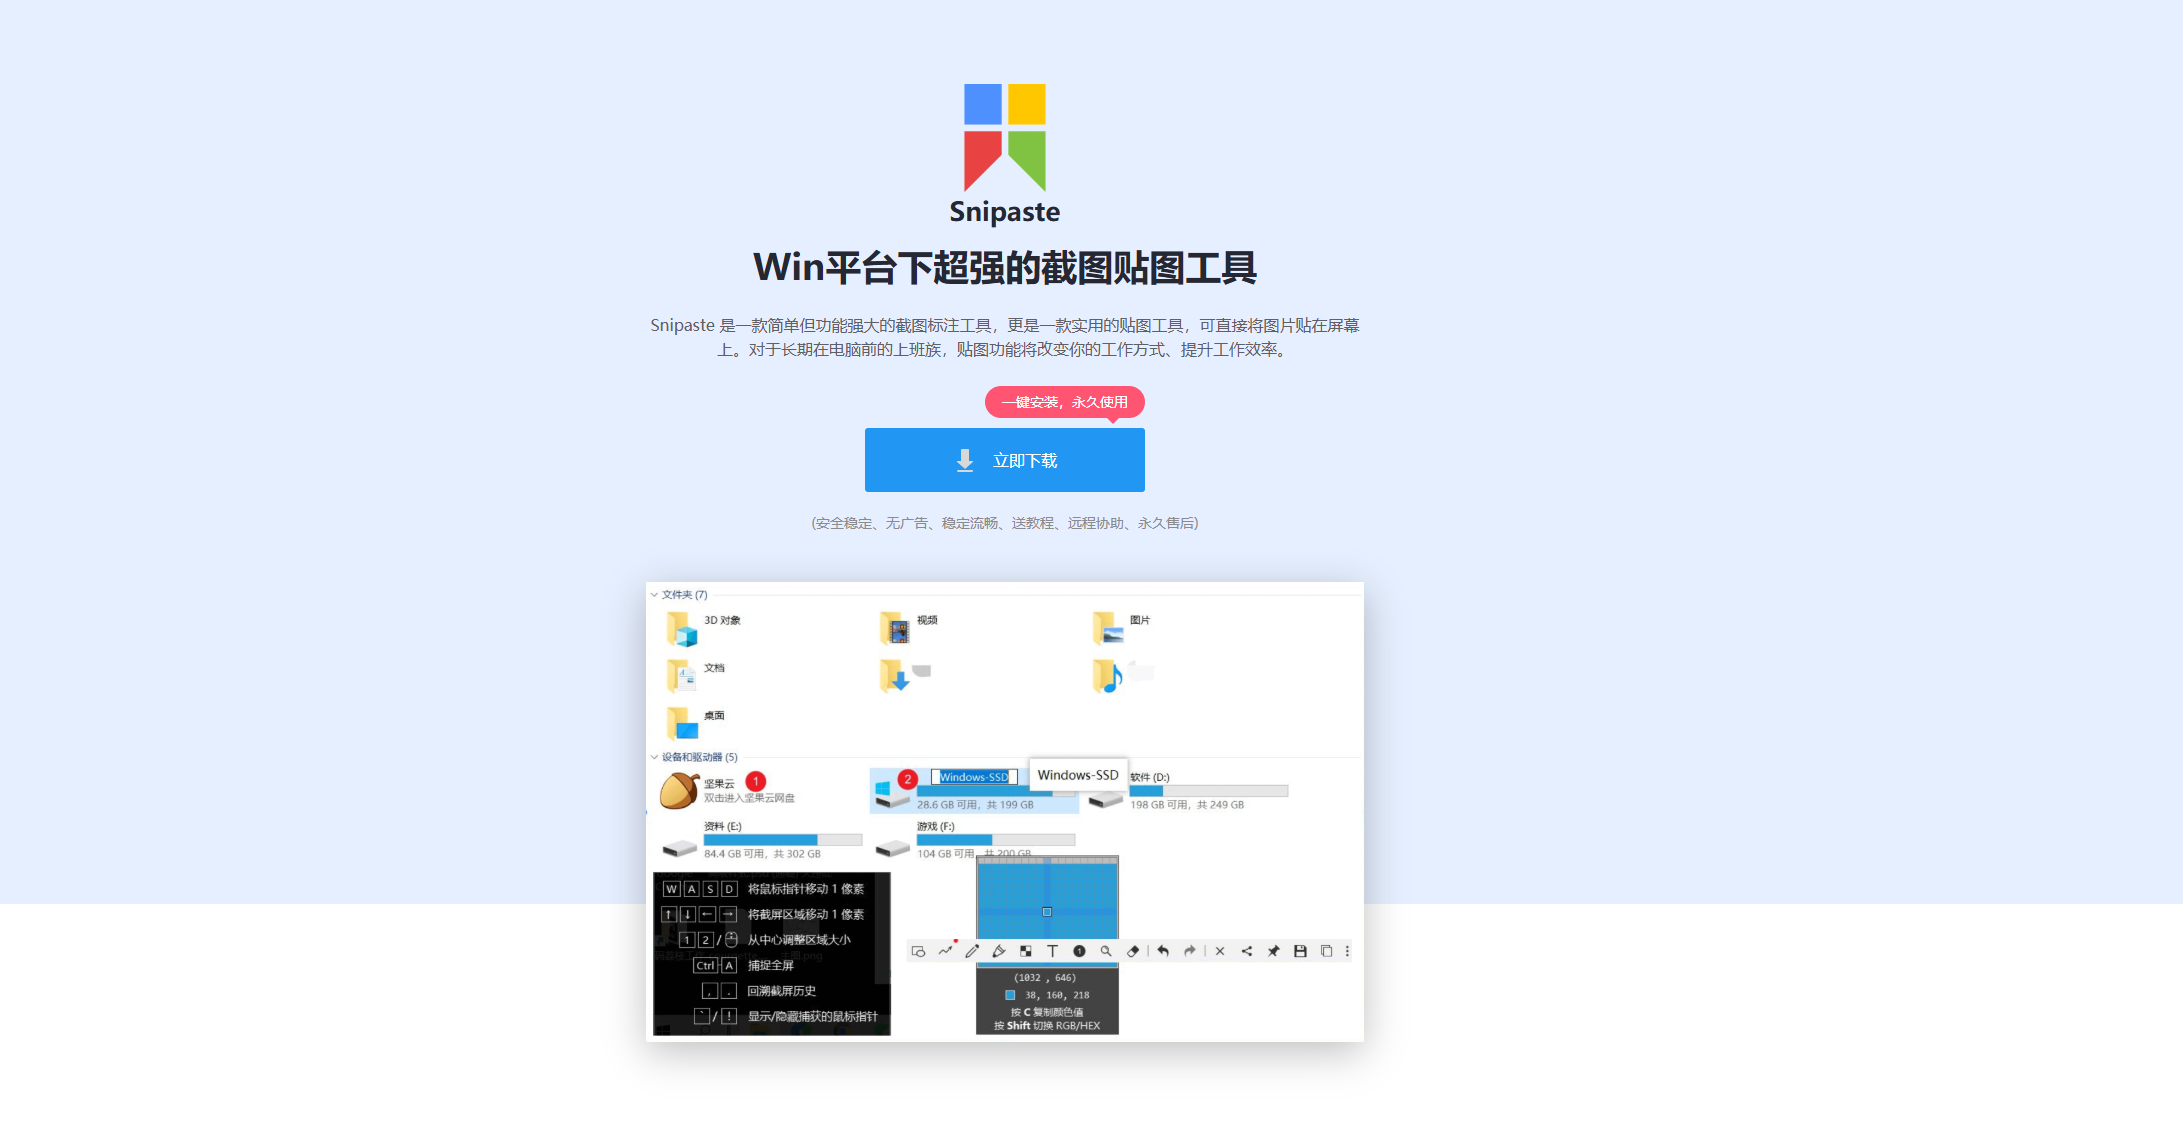 Snipaste
Win平台下超强的截图贴图工具
Snipaste 是一款简单但功能强大的截图标注工具，更是一款实用的贴图工具，可直接将图片贴在屏幕
上。对于长期在电脑前的上班族，贴图功能将改变你的工作方式、提升工作效率。
一键安装，永久使用
立即下载
(安全稳定、无广告、稳定流畅、送教程、远程协助、永久售后)
文件夹 (7)
3D 对象
视频
图片
文档
桌面
设备和驱动器 (5)
坚果云
1
双击进入坚果云网盘
2
Windows-SSD
28.6 GB 可用，共 199 GB
Windows-SSD
软件 (D:)
198 GB 可用，共 249 GB
资料 (E:)
84.4 GB 可用，共 302 GB
游戏 (F:)
104 GB 可用，共 200 GB
W A S D 将鼠标指针移动 1 像素
↑ ↓ ← → 将截屏区域移动 1 像素
1 2 / 从中心调整区域大小
Ctrl A 捕捉全屏
, . 回溯截屏历史
` / ! 显示/隐藏捕获的鼠标指针
T 1
(1032 , 646)
38, 160, 218
按 C 复制颜色值
按 Shift 切换 RGB/HEX